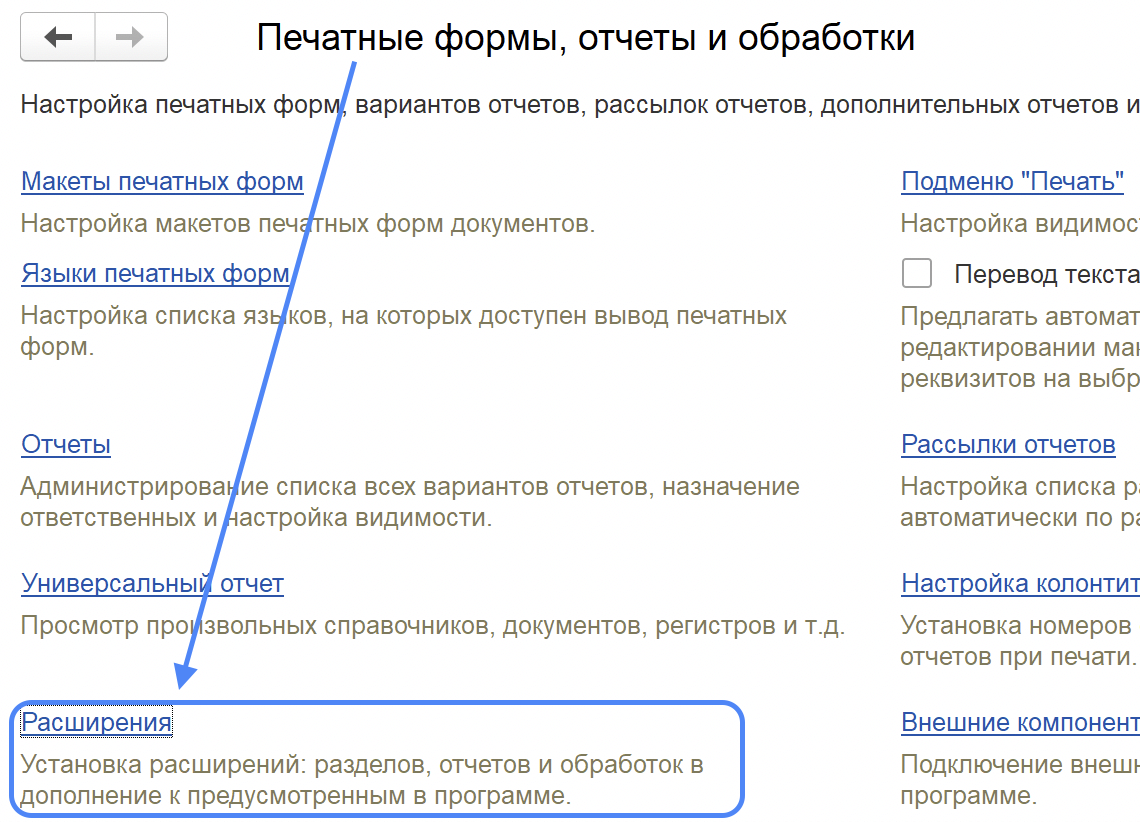 Печатные формы, отчеты и обработки
Настройка печатных форм, вариантов отчетов, рассылок отчетов, дополнительных отчетов и
Макеты печатных форм
Настройка макетов печатных форм документов.
Языки печатных форм
Настройка списка языков, на которых доступен вывод печатных
форм.
Отчеты
Администрирование списка всех вариантов отчетов, назначение
ответственных и настройка видимости.
Универсальный отчет
Просмотр произвольных справочников, документов, регистров и т.д.
Расширения
Установка расширений: разделов, отчетов и обработок в
дополнение к предусмотренным в программе.
Подменю "Печать"
Настройка видимос
Перевод текста
Предлагать автомат
редактировании мак
реквизитов на выбр
Рассылки отчетов
Настройка списка ра
автоматически по ра
Настройка колонтит
Установка номеров
отчетов при печати.
Внешние компонент
Подключение внешн
программе.